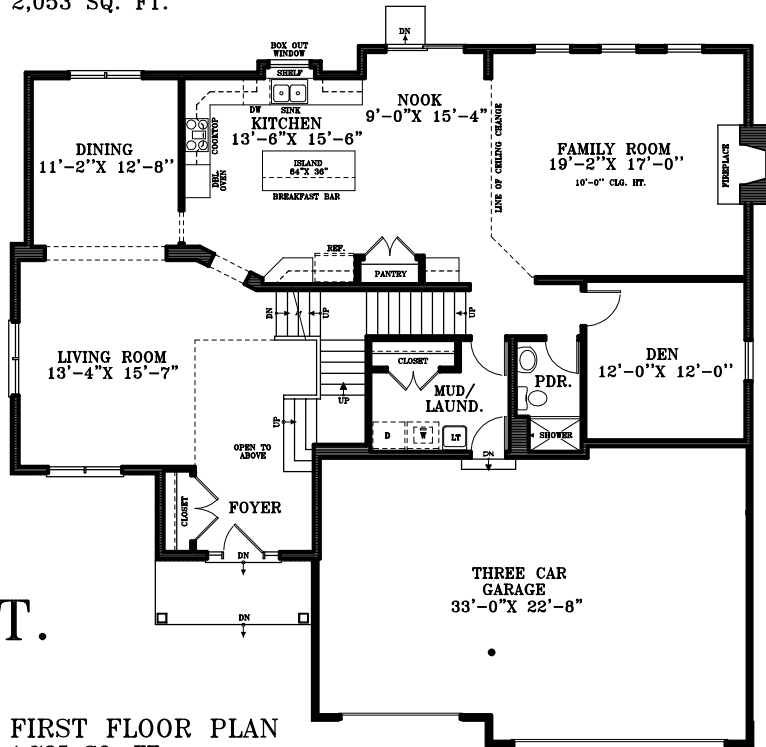 2,053 SQ. FT.
DN
BOX OUT
WINDOW
SHELF
DW
SINK
KITCHEN
13'-6"X 15'-6"
NOOK
9'-0"X 15'-4"
LINE OF CEILING CHANGE
FAMILY ROOM
19'-2"X 17'-0"
10'-0" CLG. HT.
FIREPLACE
DINING
11'-2"X 12'-8"
COOKTOP
DBL.
OVEN
ISLAND
84"X 36"
BREAKFAST BAR
REF.
PANTRY
DN
UP
UP
LIVING ROOM
13'-4"X 15'-7"
CLOSET
MUD/
LAUND.
PDR.
DEN
12'-0"X 12'-0"
UP
UP
D
W
LT
SHOWER
OPEN TO
ABOVE
DN
CLOSET
FOYER
DN
THREE CAR
GARAGE
33'-0"X 22'-8"
T.
DN
FIRST FLOOR PLAN